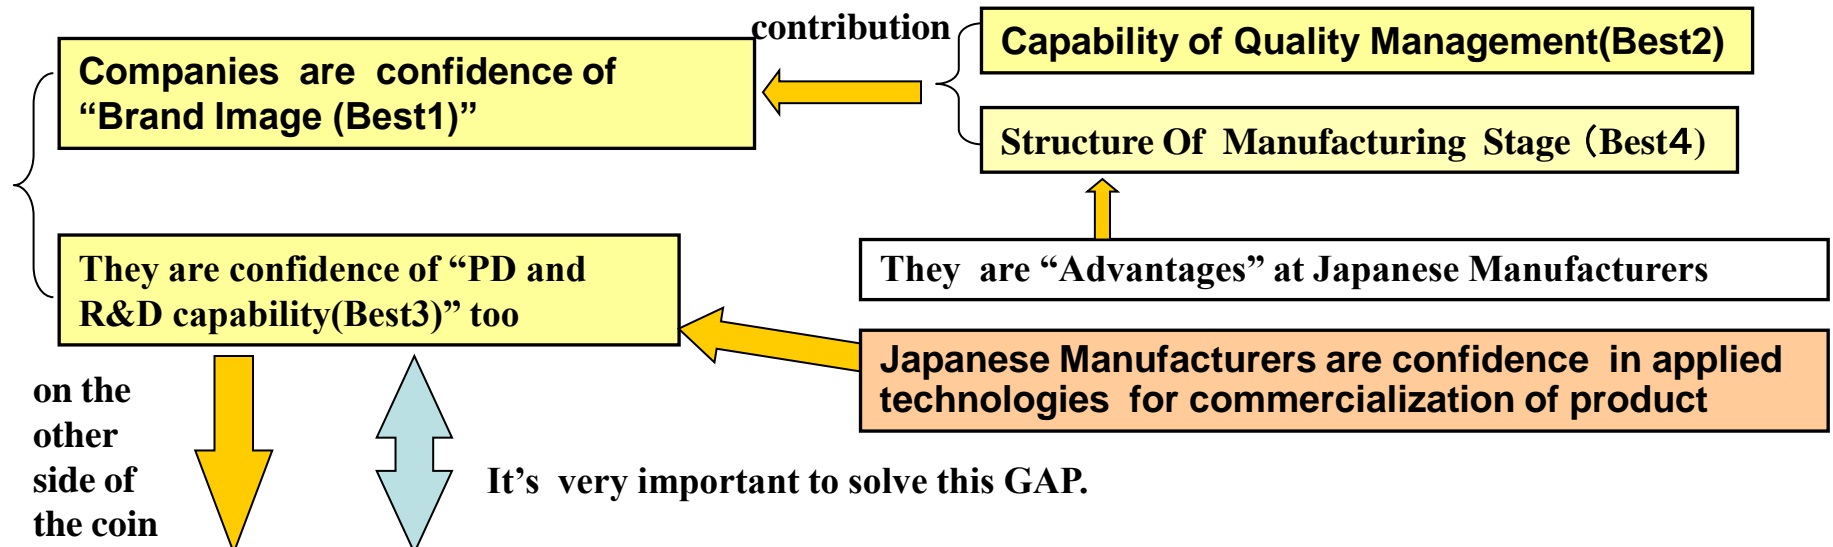 contribution
Companies are confidence of
“Brand Image (Best1)”
Capability of Quality Management(Best2)
Structure Of Manufacturing Stage（Best4)
They are “Advantages” at Japanese Manufacturers
They are confidence of “PD and
R&D capability(Best3)” too
Japanese Manufacturers are confidence in applied
technologies for commercialization of product
on the
other
side of
the coin
It’s very important to solve this GAP.